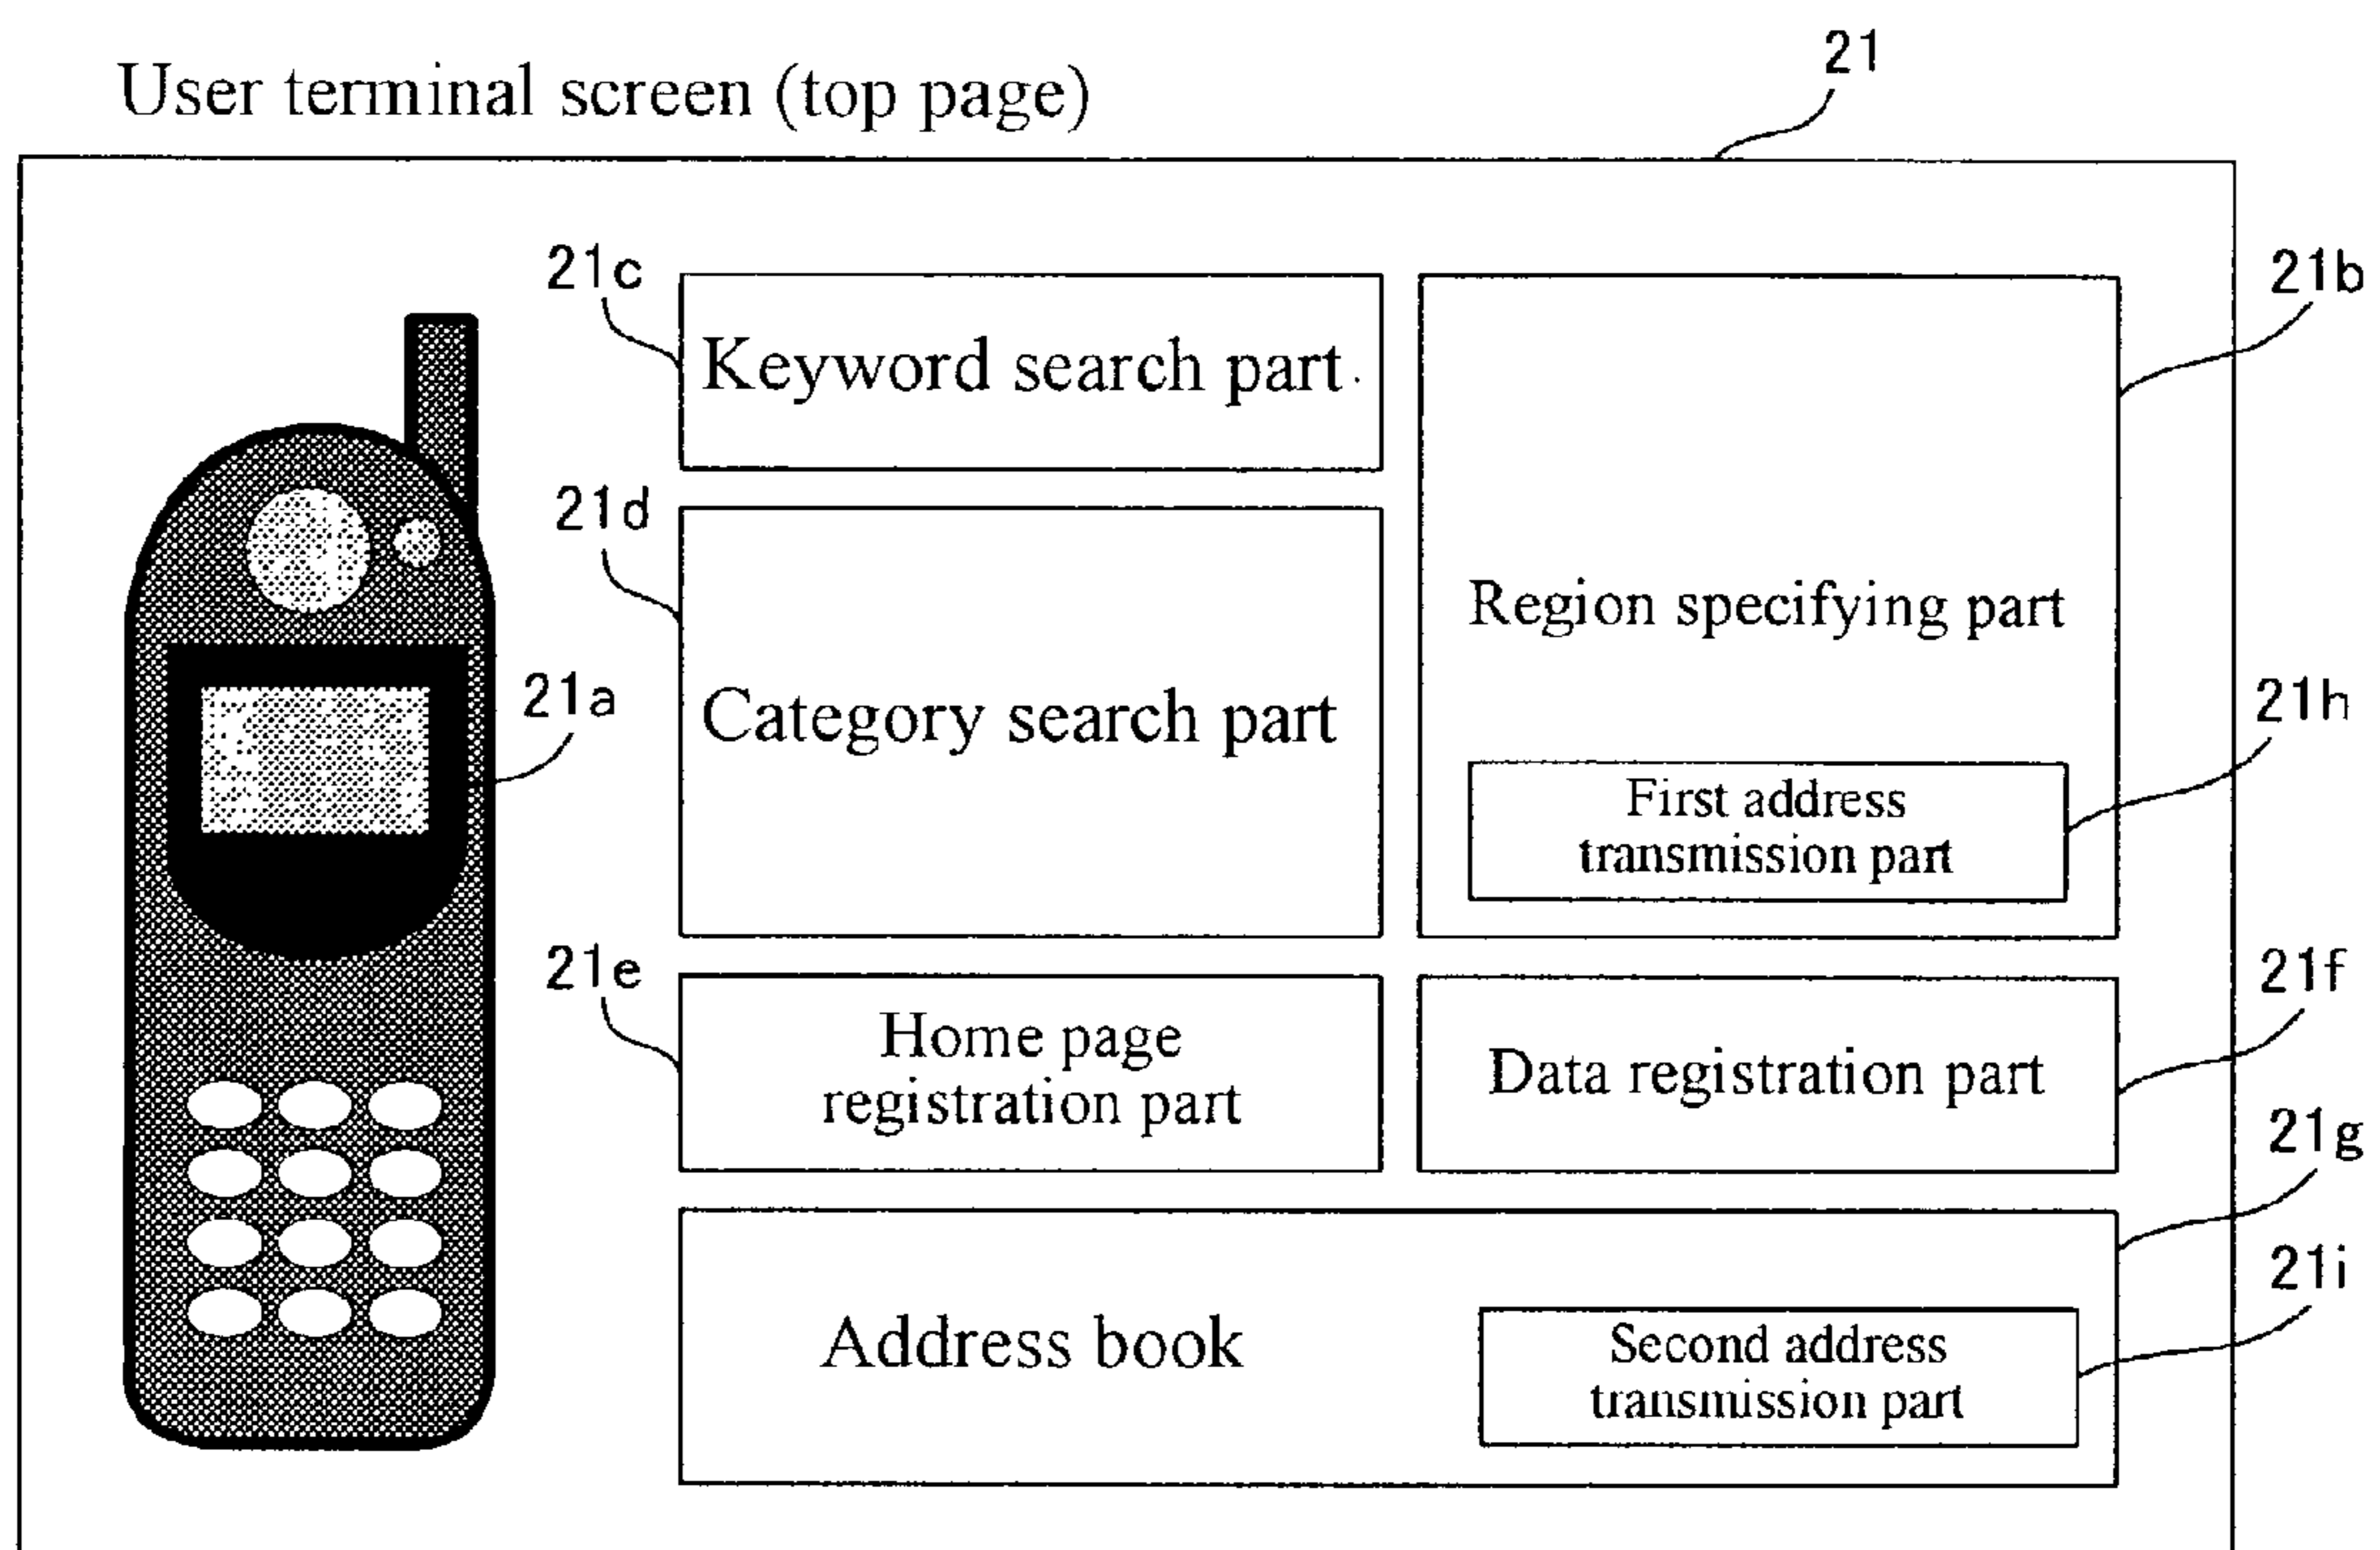 21
User terminal screen (top page)
21c
Keyword search part
21b
21d
Category search part
Region specifying part
21a
21h
First address
transmission part
21e
Home page
registration part
21f
Data registration part
21g
Address book
21i
Second address
transmission part